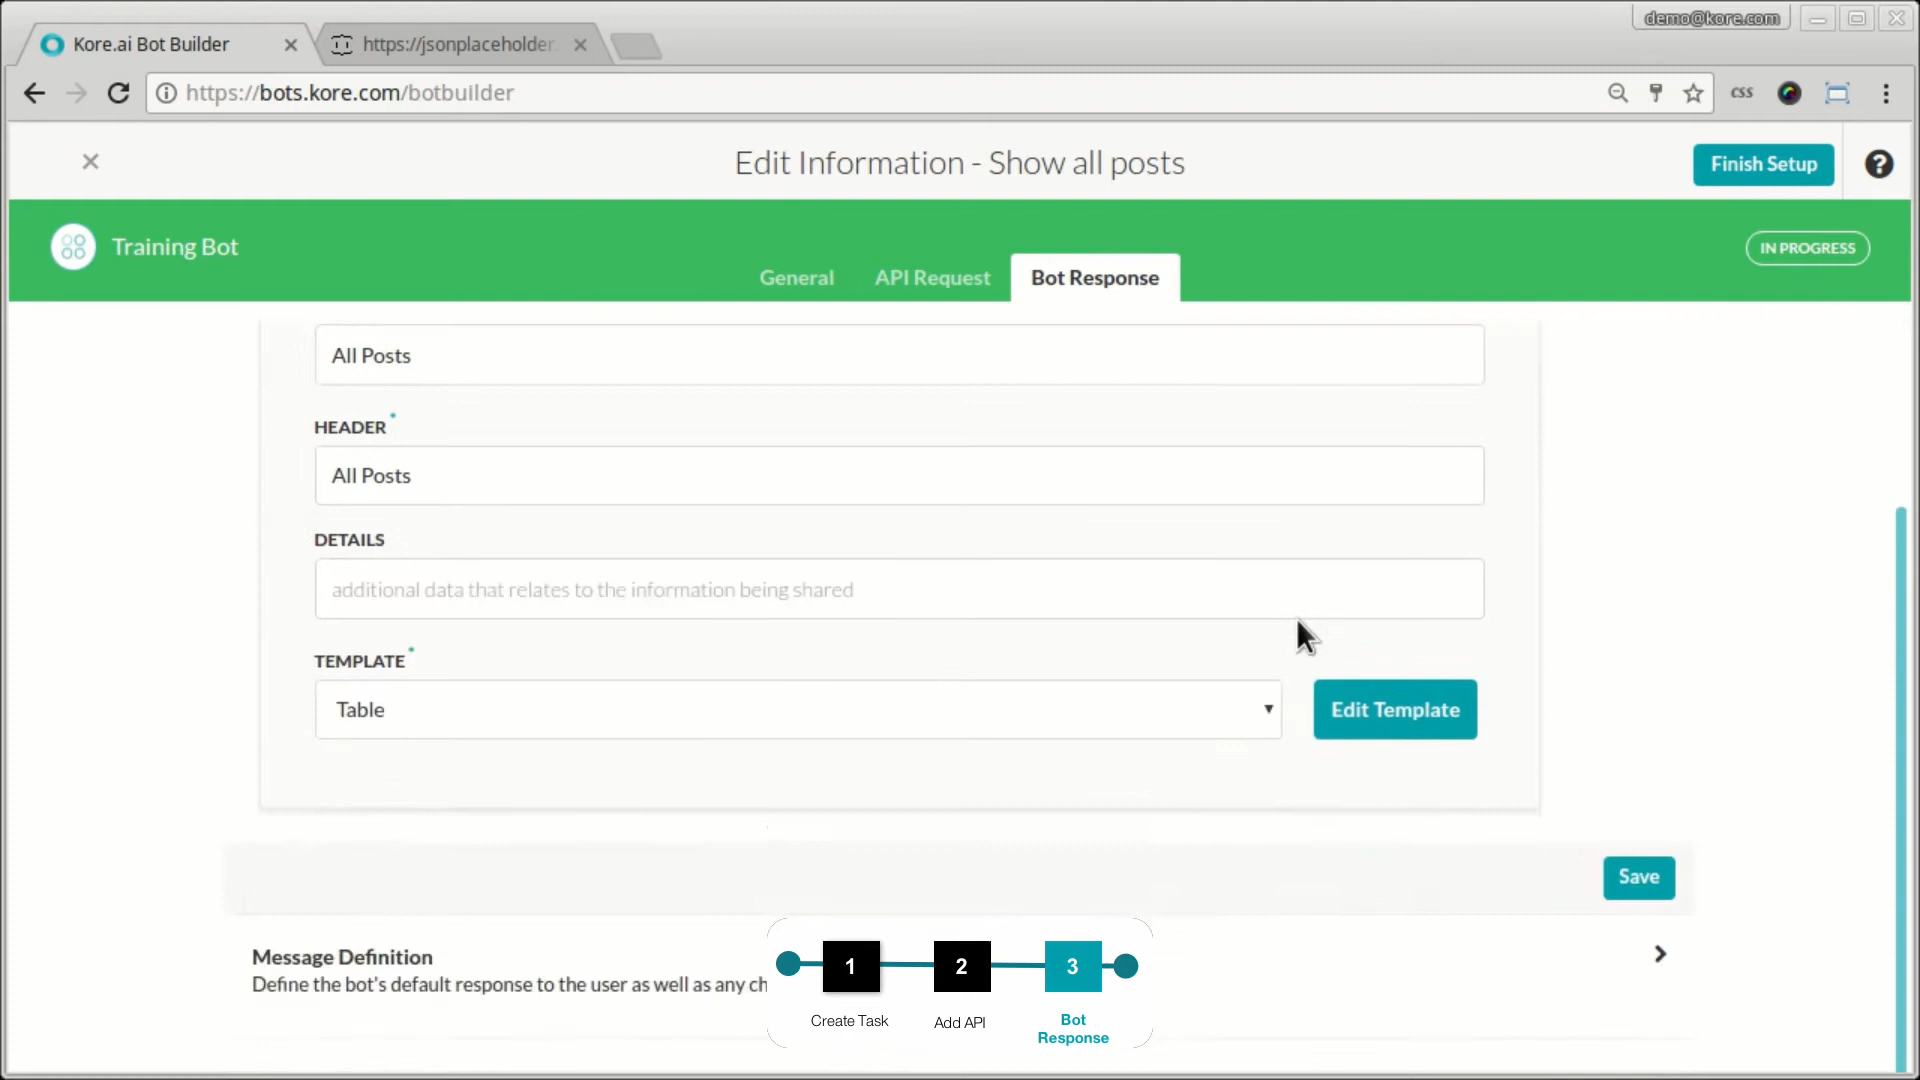 demo@kore.com
Kore.ai Bot Builder
https://jsonplaceholder.
https://bots.kore.com/botbuilder
css
Edit Information - Show all posts
Finish Setup
?
Training Bot
IN PROGRESS
General
API Request
Bot Response
All Posts
HEADER *
All Posts
DETAILS
additional data that relates to the information being shared
TEMPLATE *
Table
Edit Template
Save
Message Definition
Define the bot's default response to the user as well as any ch
1
2
3
Create Task
Add API
Bot
Response